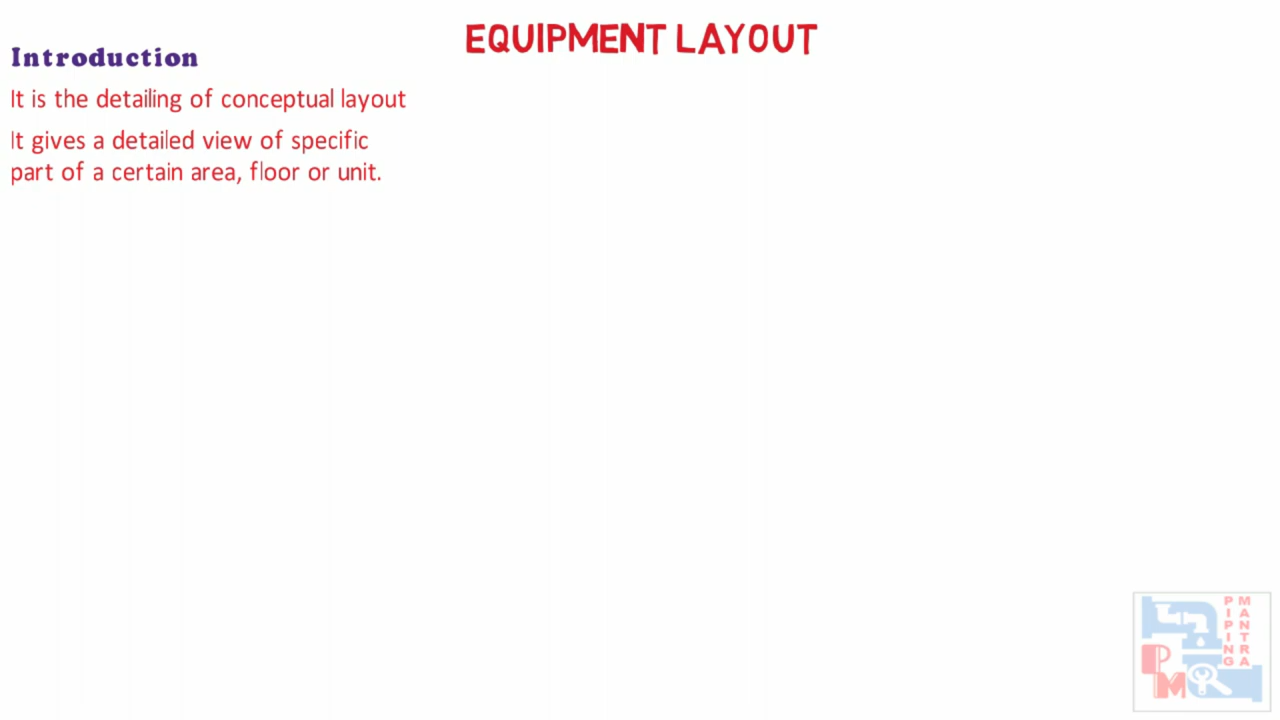 EQUIPMENT LAYOUT
Introduction
It is the detailing of conceptual layout
It gives a detailed view of specific
part of a certain area, floor or unit.
PIPING
MANTRA
PM